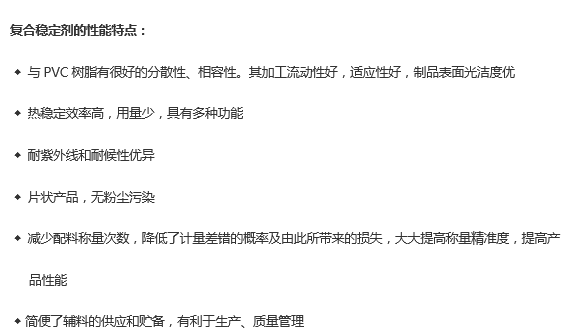 复合稳定剂的性能特点：
◆ 与 PVC 树脂有很好的分散性、相容性。其加工流动性好，适应性好，制品表面光洁度优
◆ 热稳定效率高，用量少，具有多种功能
◆ 耐紫外线和耐候性优异
◆ 片状产品，无粉尘污染
◆ 减少配料称量次数，降低了计量差错的概率及由此所带来的损失，大大提高称量精准度，提高产
品性能
◆ 简便了辅料的供应和贮备，有利于生产、质量管理